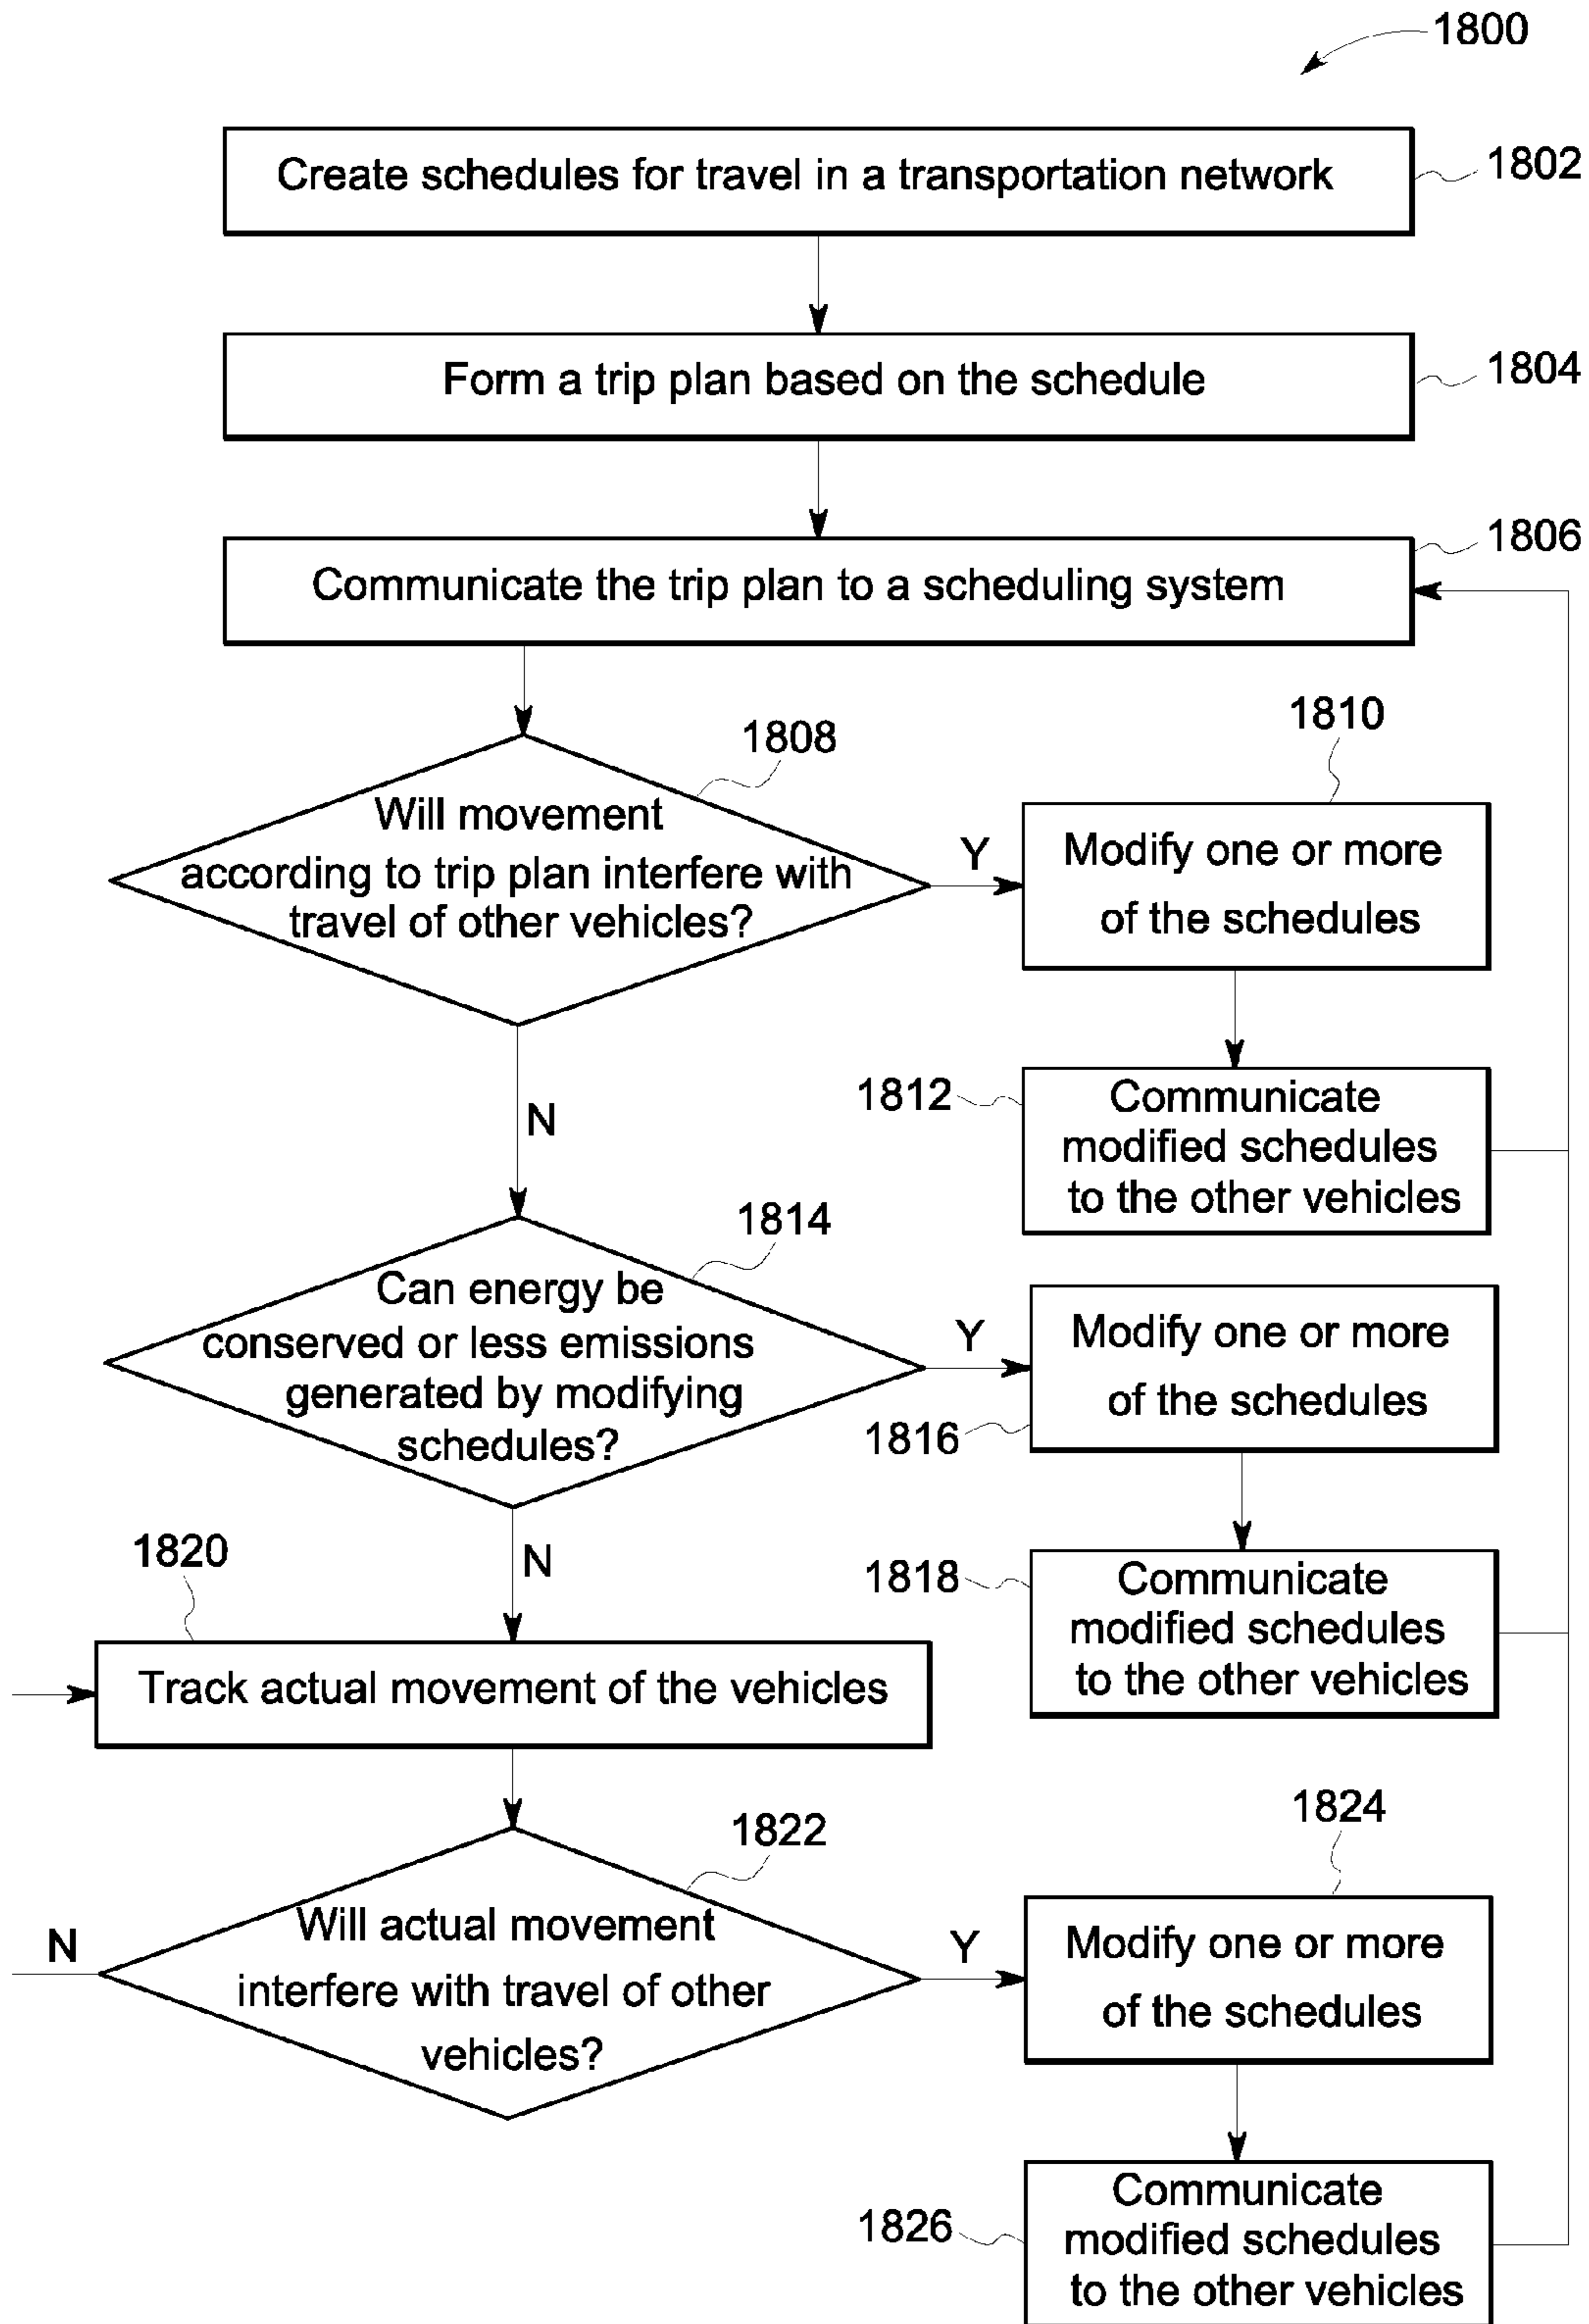 1800
Create schedules for travel in a transportation network
1802
Form a trip plan based on the schedule
1804
Communicate the trip plan to a scheduling system
1806
1808
Will movement
according to trip plan interfere with
travel of other vehicles?
Y
N
1810
Modify one or more
of the schedules
1812
Communicate
modified schedules
to the other vehicles
1814
Can energy be
conserved or less emissions
generated by modifying
schedules?
Y
N
Modify one or more
of the schedules
1816
1818
Communicate
modified schedules
to the other vehicles
1820
Track actual movement of the vehicles
1822
Will actual movement
interfere with travel of other
vehicles?
N
Y
1824
Modify one or more
of the schedules
1826
Communicate
modified schedules
to the other vehicles